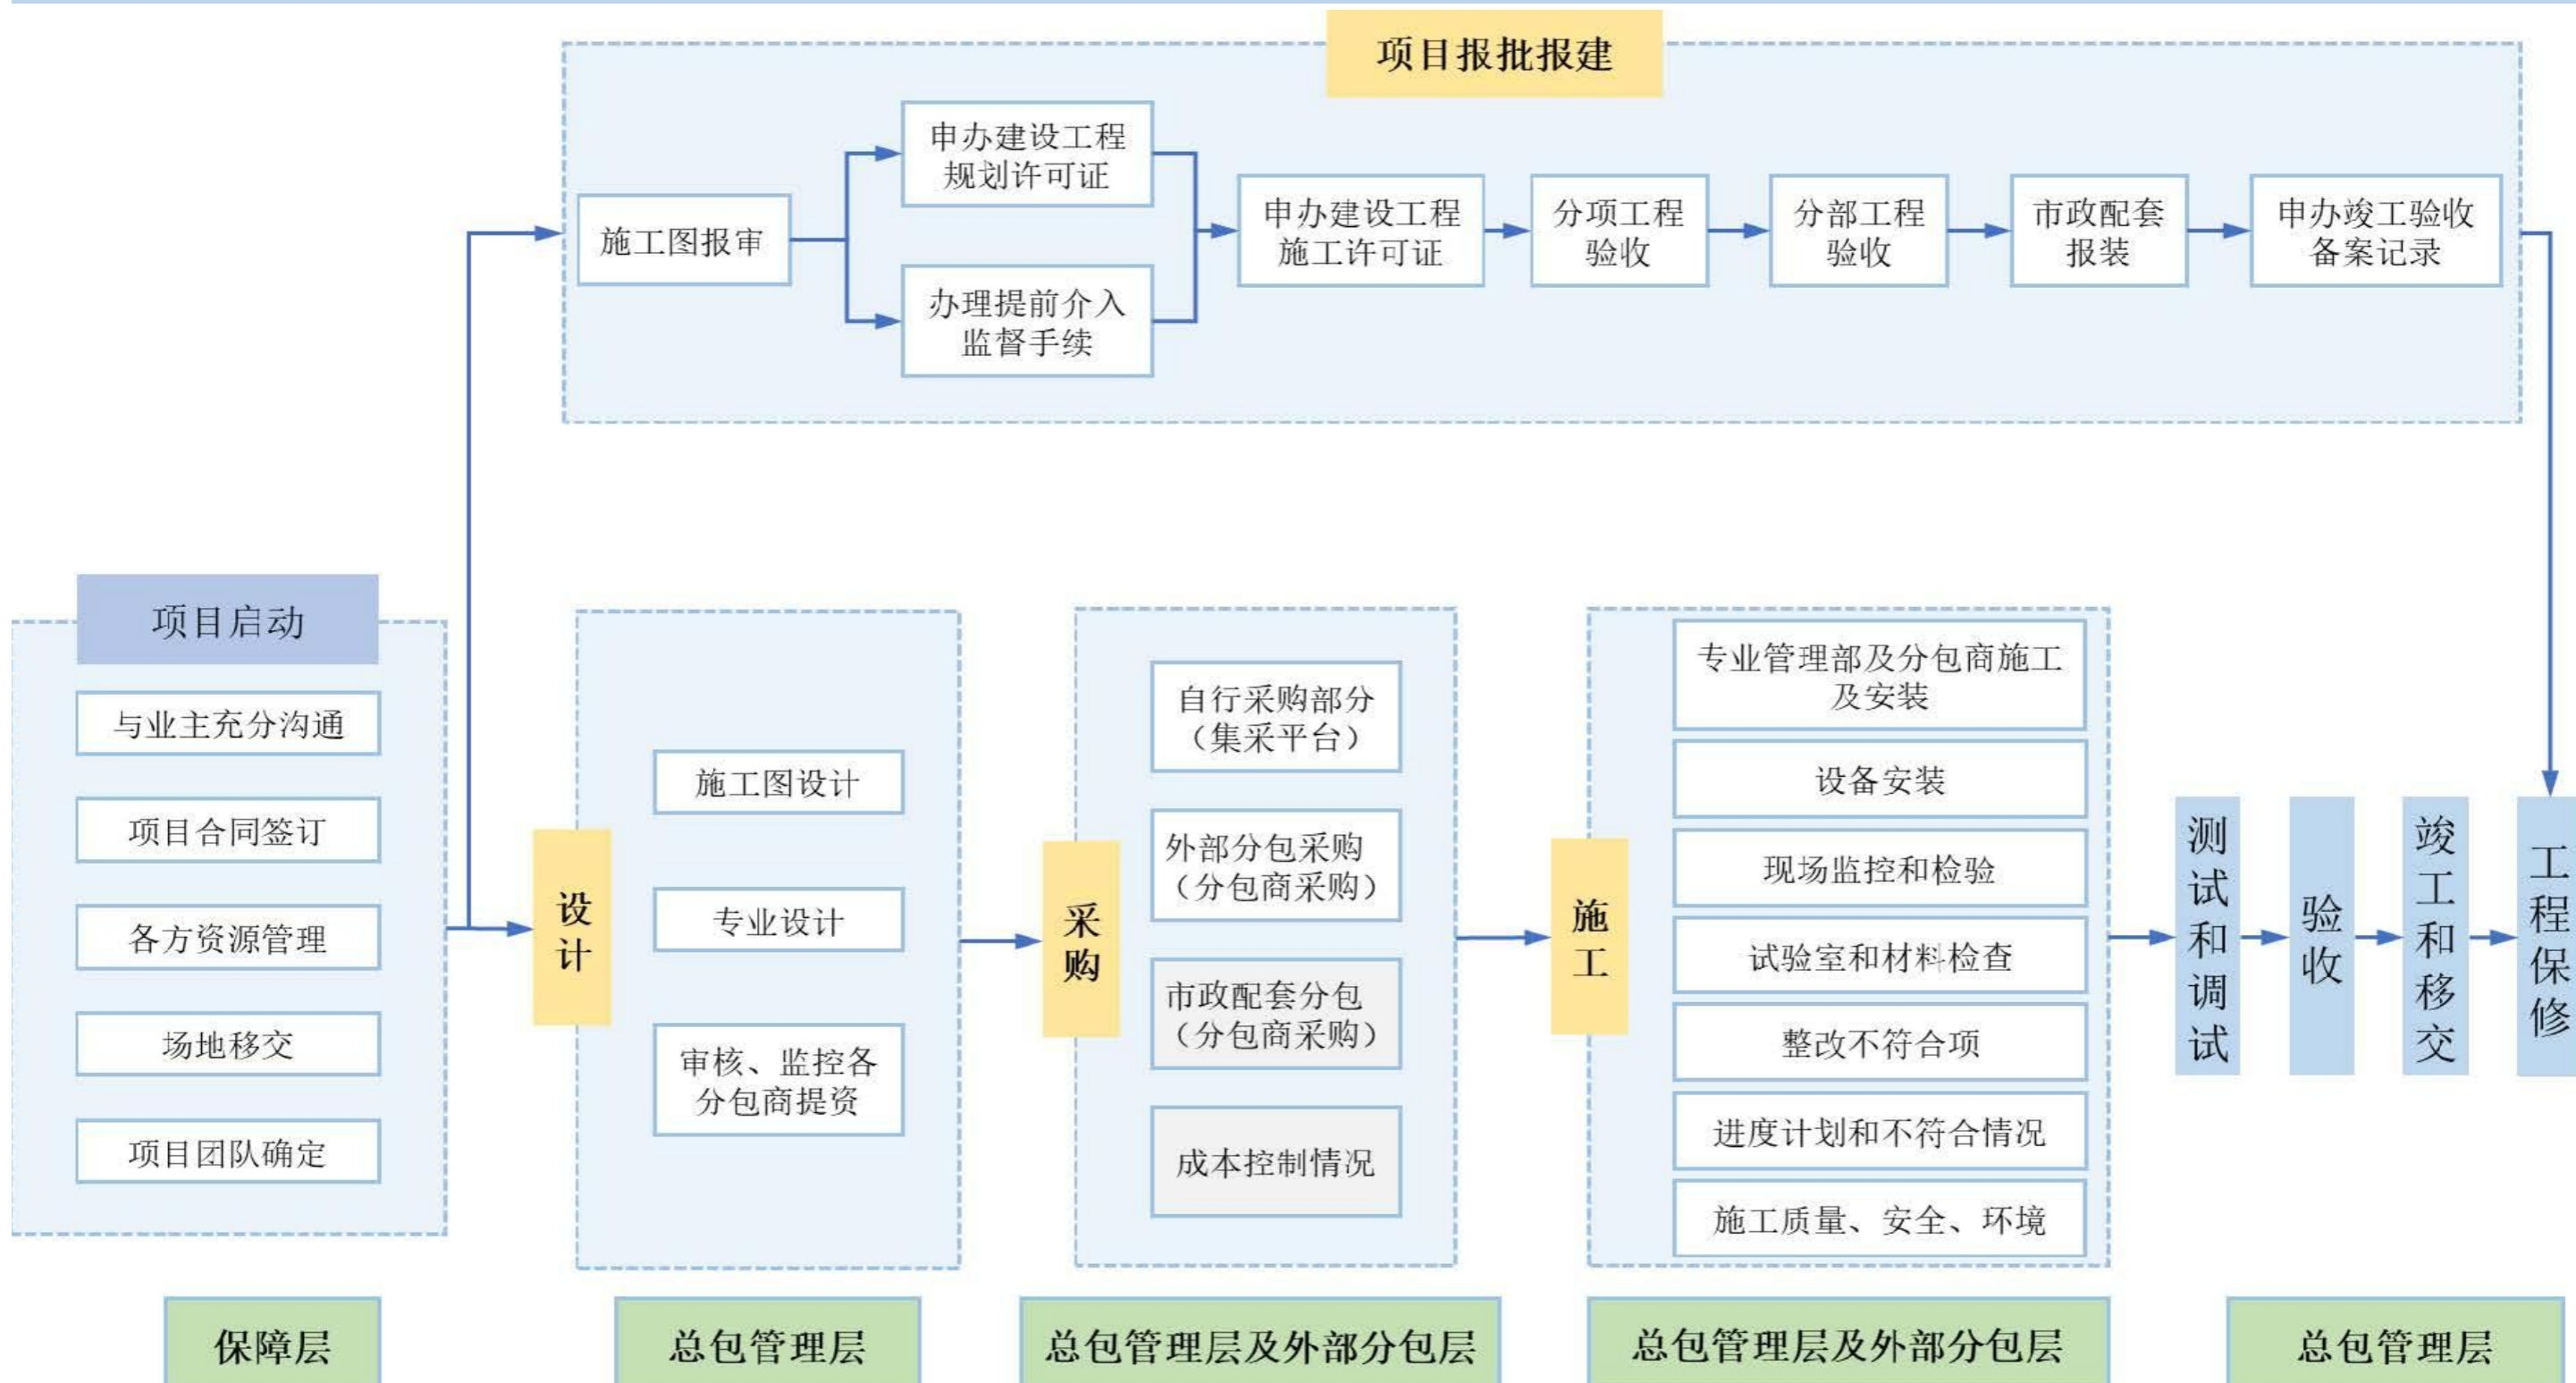 项目报批报建
施工图报审
申办建设工程
规划许可证
办理提前介入
监督手续
申办建设工程
施工许可证
分项工程
验收
分部工程
验收
市政配套
报装
申办竣工验收
备案记录
项目启动
与业主充分沟通
项目合同签订
各方资源管理
场地移交
项目团队确定
设计
施工图设计
专业设计
审核、监控各
分包商提资
采购
自行采购部分
（集采平台）
外部分包采购
（分包商采购）
市政配套分包
（分包商采购）
成本控制情况
施工
专业管理部及分包商施工
及安装
设备安装
现场监控和检验
试验室和材料检查
整改不符合项
进度计划和不符合情况
施工质量、安全、环境
测试和调试
验收
竣工和移交
工程保修
保障层
总包管理层
总包管理层及外部分包层
总包管理层及外部分包层
总包管理层